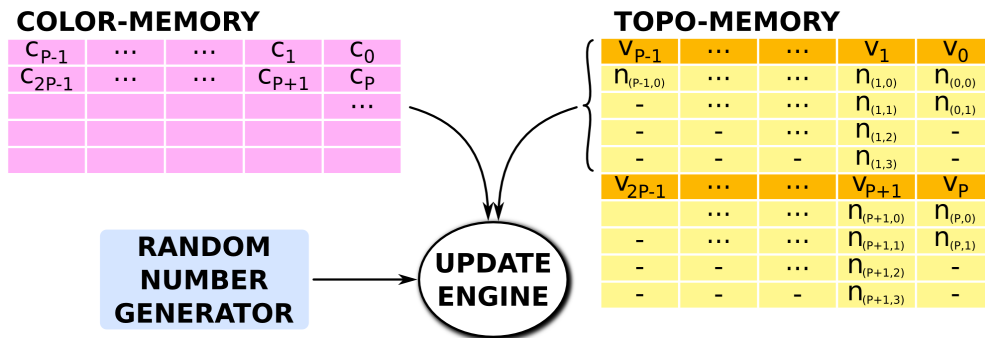 COLOR-MEMORY
c_P-1 ... ... c_1 c_0
c_2P-1 ... ... c_P+1 c_P
...
TOPO-MEMORY
v_P-1 ... ... v_1 v_0
n_(P-1,0) ... ... n_(1,0) n_(0,0)
- ... ... n_(1,1) n_(0,1)
- - ... n_(1,2) -
- - - n_(1,3) -
v_2P-1 ... ... v_P+1 v_P
... ... n_(P+1,0) n_(P,0)
- ... ... n_(P+1,1) n_(P,1)
- - ... n_(P+1,2) -
- - - n_(P+1,3) -
RANDOM
NUMBER
GENERATOR
UPDATE
ENGINE